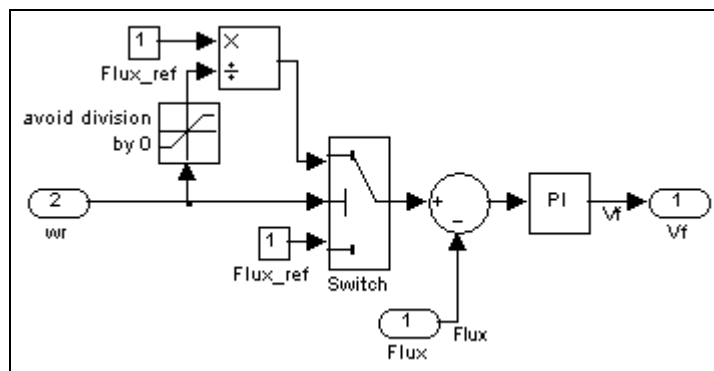 1
Flux_ref
×
÷
avoid division
by 0
2
wr
1
Flux_ref
Switch
+
−
PI
Vf
1
Vf
1
Flux
Flux